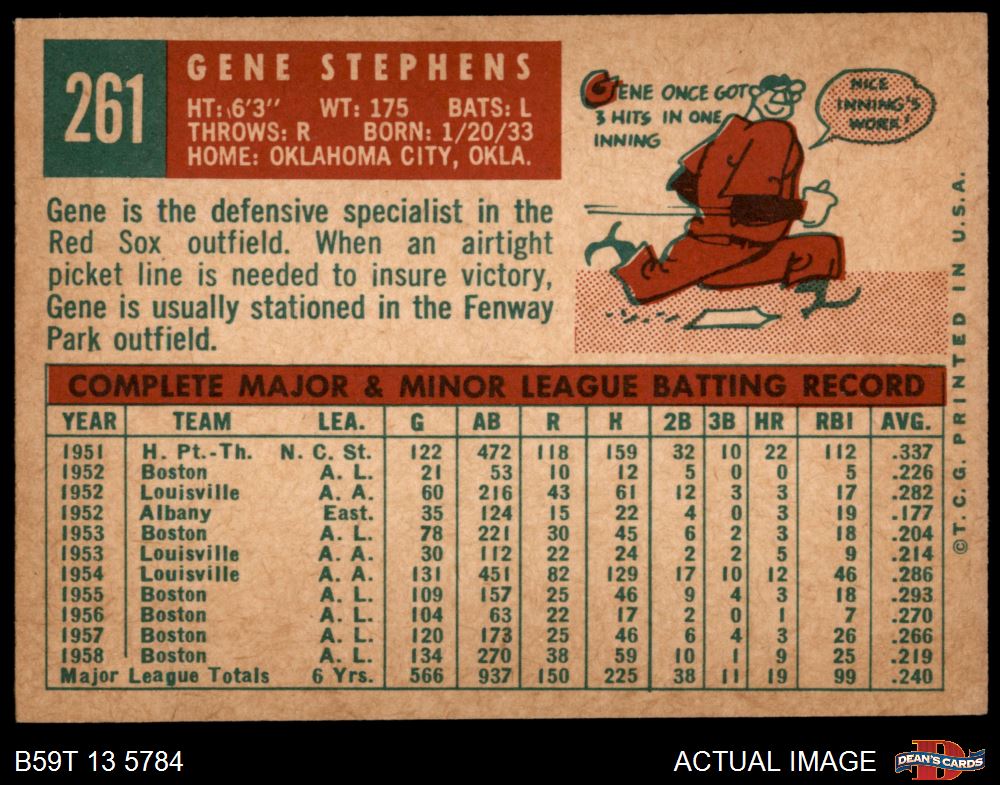 261
GENE STEPHENS
HT: 6'3" WT: 175 BATS: L
THROWS: R BORN: 1/20/33
HOME: OKLAHOMA CITY, OKLA.
GENE ONCE GOT
3 HITS IN ONE
INNING
NICE
INNING'S
WORK!
Gene is the defensive specialist in the
Red Sox outfield. When an airtight
picket line is needed to insure victory,
Gene is usually stationed in the Fenway
Park outfield.
COMPLETE MAJOR & MINOR LEAGUE BATTING RECORD
YEAR TEAM LEA. G AB R H 2B 3B HR RBI AVG.
1951 H. Pt.-Th. N. C. St. 122 472 118 159 32 10 22 112 .337
1952 Boston A. L. 21 53 10 12 5 0 0 5 .226
1952 Louisville A. A. 60 216 43 61 12 3 3 17 .282
1952 Albany East. 35 124 15 22 4 0 3 19 .177
1953 Boston A. L. 78 221 30 45 6 2 3 18 .204
1953 Louisville A. A. 30 112 22 24 2 2 5 9 .214
1954 Louisville A. A. 131 451 82 129 17 10 12 46 .286
1955 Boston A. L. 109 157 25 46 9 4 3 18 .293
1956 Boston A. L. 104 63 22 17 2 0 1 7 .270
1957 Boston A. L. 120 173 25 46 6 4 3 26 .266
1958 Boston A. L. 134 270 38 59 10 1 9 25 .219
Major League Totals 6 Yrs. 566 937 150 225 38 11 19 99 .240
©T. C. G. PRINTED IN U.S.A.
B59T 13 5784
ACTUAL IMAGE
DEAN'S CARDS